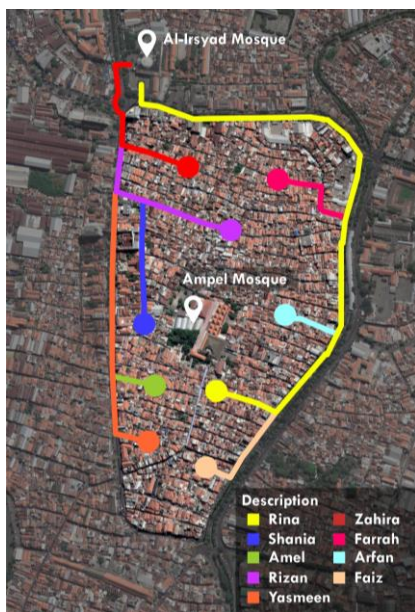 Al-Irsyad Mosque
Ampel Mosque
Description
Rina
Zahira
Shania
Farrah
Amel
Arfan
Rizan
Faiz
Yasmeen